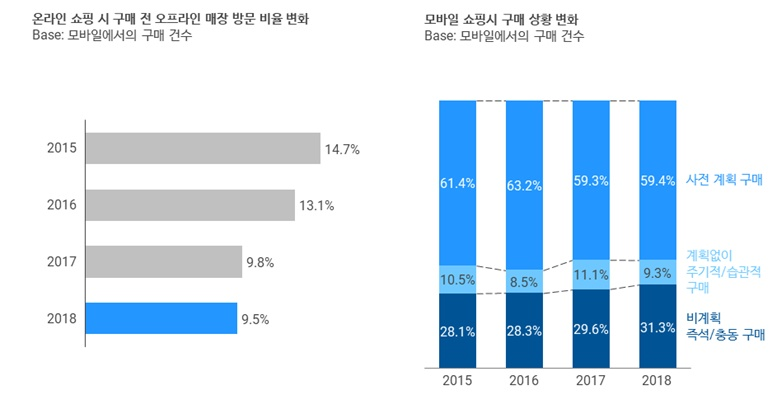 온라인 쇼핑 시 구매 전 오프라인 매장 방문 비율 변화
Base: 모바일에서의 구매 건수
2015
14.7%
2016
13.1%
2017
9.8%
2018
9.5%
모바일 쇼핑시 구매 상황 변화
Base: 모바일에서의 구매 건수
61.4%
63.2%
59.3%
59.4%
사전 계획 구매
10.5%
8.5%
11.1%
9.3%
계획없이
주기적/습관적
구매
28.1%
28.3%
29.6%
31.3%
비계획
즉석/충동 구매
2015
2016
2017
2018